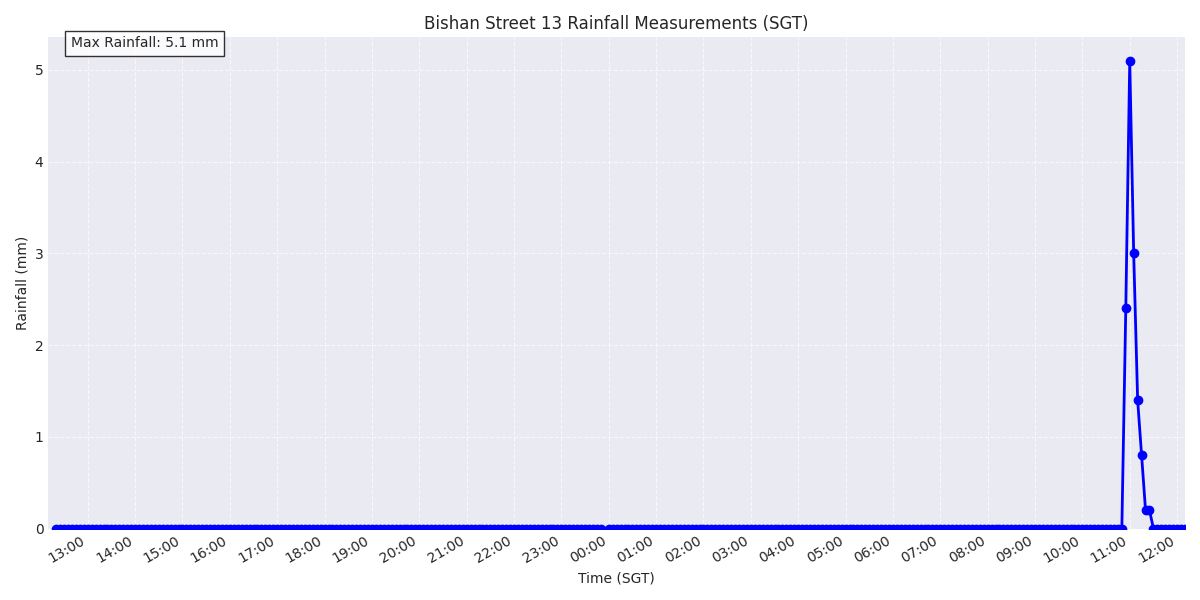 Bishan Street 13 Rainfall Measurements (SGT)
Max Rainfall: 5.1 mm
Rainfall (mm)
5
4
3
2
1
0
13:00 14:00 15:00 16:00 17:00 18:00 19:00 20:00 21:00 22:00 23:00 00:00 01:00 02:00 03:00 04:00 05:00 06:00 07:00 08:00 09:00 10:00 11:00 12:00
Time (SGT)